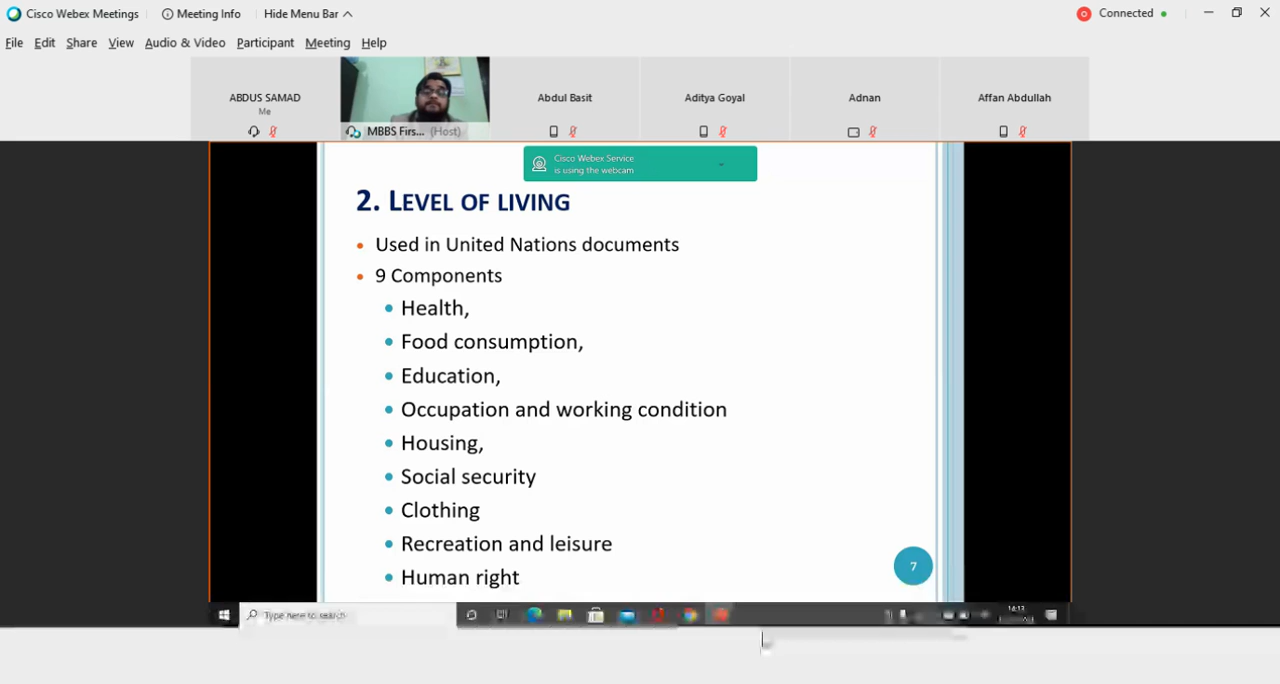 Cisco Webex Meetings
Meeting Info
Hide Menu Bar
Connected
File Edit Share View Audio & Video Participant Meeting Help
ABDUS SAMAD
Me
MBBS Firs... (Host)
Abdul Basit
Aditya Goyal
Adnan
Affan Abdullah
Cisco Webex Service
is using the webcam
2. LEVEL OF LIVING
• Used in United Nations documents
• 9 Components
• Health,
• Food consumption,
• Education,
• Occupation and working condition
• Housing,
• Social security
• Clothing
• Recreation and leisure
• Human right
7
Type here to search
14:13